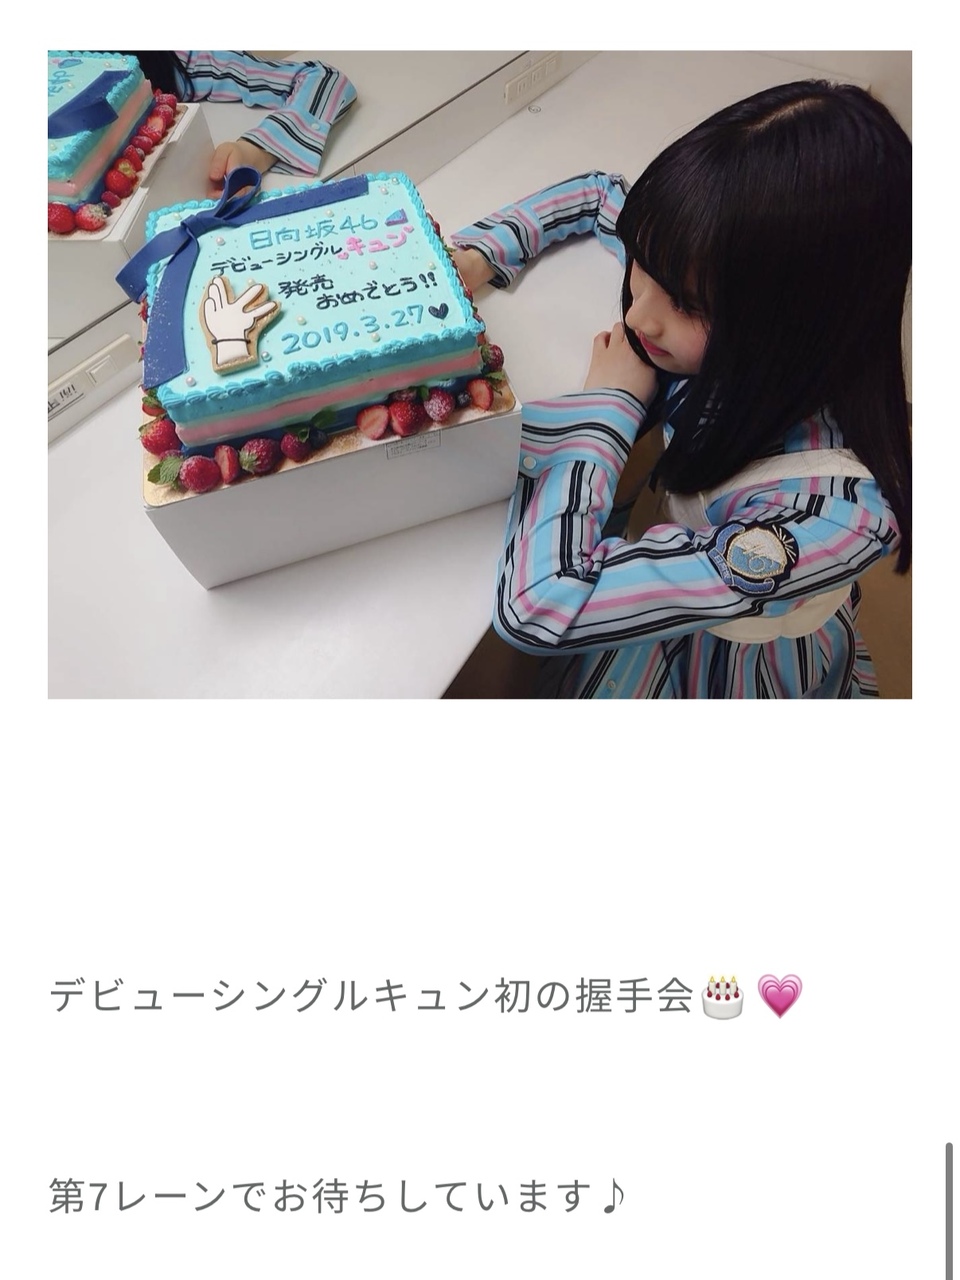 日向坂46
デビューシングルキュン
発売
おめでとう!!
2019.3.27♥
デビューシングルキュン初の握手会🎂💗
第7レーンでお待ちしています♪